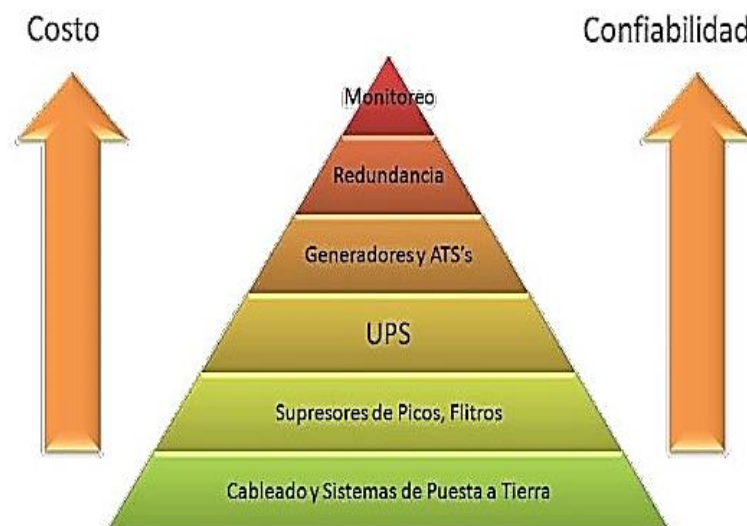 Costo
Confiabilidad
Monitoreo
Redundancia
Generadores y ATS's
UPS
Supresores de Picos, Flitros
Cableado y Sistemas de Puesta a Tierra